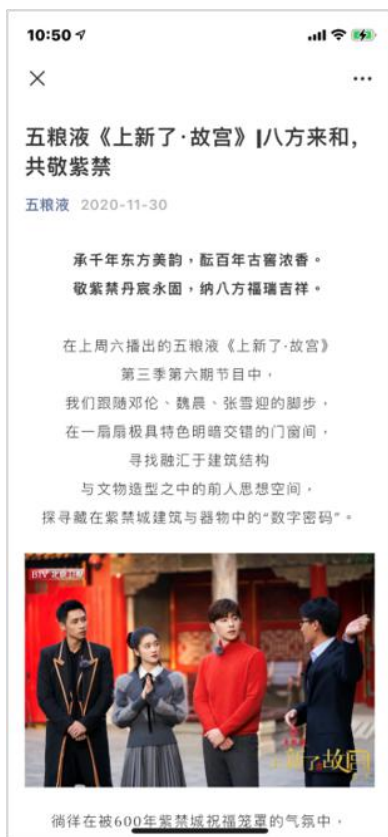 10:50
五粮液《上新了·故宫》|八方来和，
共敬紫禁
五粮液 2020-11-30
承千年东方美韵，酝百年古窖浓香。
敬紫禁丹宸永固，纳八方福瑞吉祥。
在上周六播出的五粮液《上新了·故宫》
第三季第六期节目中，
我们跟随邓伦、魏晨、张雪迎的脚步，
在一扇扇极具特色明暗交错的门窗间，
寻找融汇于建筑结构
与文物造型之中的前人思想空间，
探寻藏在紫禁城建筑与器物中的“数字密码”。
BTV 北京卫视
上新了故宫
徜徉在被600年紫禁城祝福笼罩的气氛中，